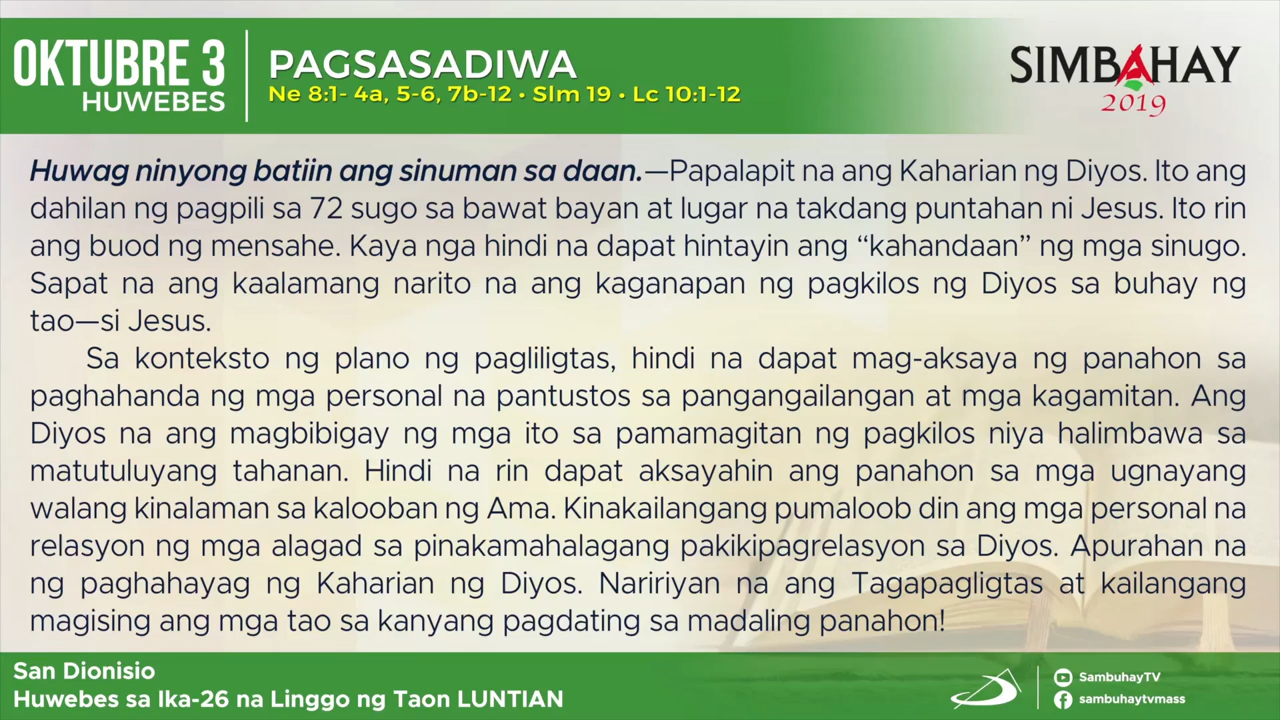 OKTUBRE 3
HUWEBES
PAGSASADIWA
Ne 8:1- 4a, 5-6, 7b-12 • Slm 19 • Lc 10:1-12
SIMBAHAY
2019
Huwag ninyong batiin ang sinuman sa daan.—Papalapit na ang Kaharian ng Diyos. Ito ang
dahilan ng pagpili sa 72 sugo sa bawat bayan at lugar na takdang puntahan ni Jesus. Ito rin
ang buod ng mensahe. Kaya nga hindi na dapat hintayin ang “kahandaan” ng mga sinugo.
Sapat na ang kaalamang narito na ang kaganapan ng pagkilos ng Diyos sa buhay ng
tao—si Jesus.
Sa konteksto ng plano ng pagliligtas, hindi na dapat mag-aksaya ng panahon sa
paghahanda ng mga personal na pantustos sa pangangailangan at mga kagamitan. Ang
Diyos na ang magbibigay ng mga ito sa pamamagitan ng pagkilos niya halimbawa sa
matutuluyang tahanan. Hindi na rin dapat aksayahin ang panahon sa mga ugnayang
walang kinalaman sa kalooban ng Ama. Kinakailangang pumaloob din ang mga personal na
relasyon ng mga alagad sa pinakamahalagang pakikipagrelasyon sa Diyos. Apurahan na
ng paghahayag ng Kaharian ng Diyos. Naririyan na ang Tagapagligtas at kailangang
magising ang mga tao sa kanyang pagdating sa madaling panahon!
San Dionisio
Huwebes sa Ika-26 na Linggo ng Taon LUNTIAN
SambuhayTV
sambuhaytvmass